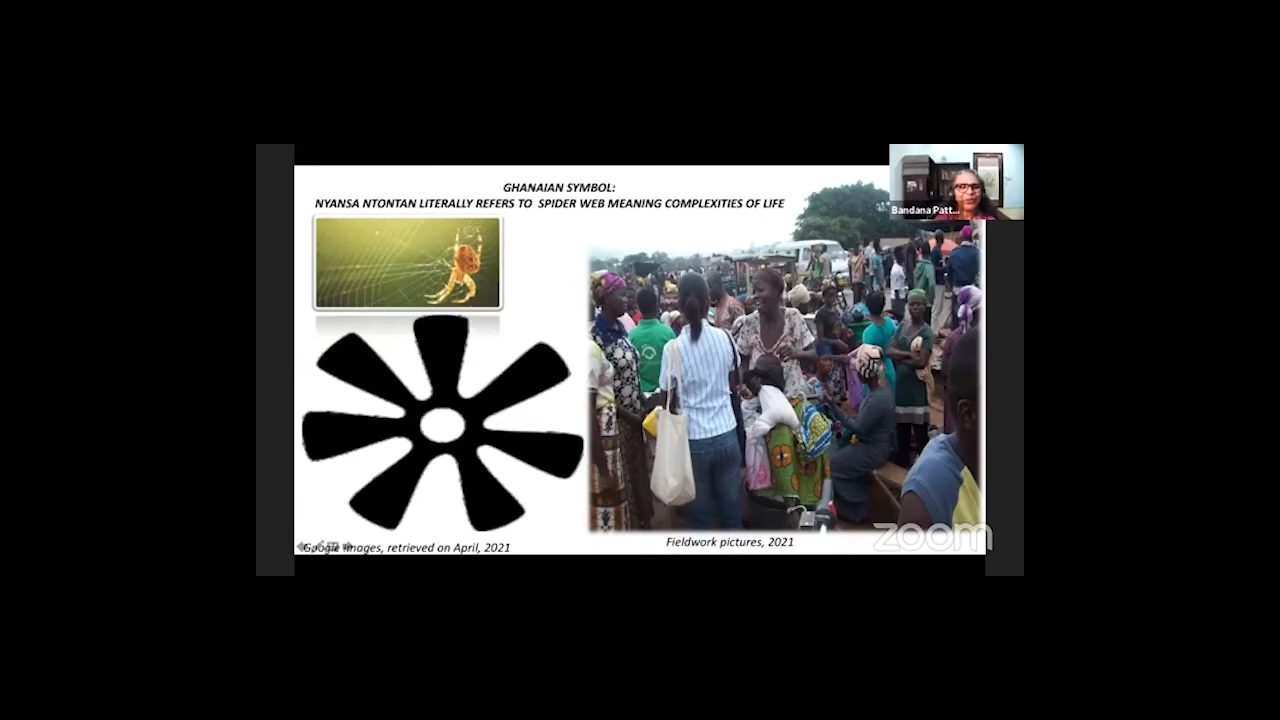 GHANAIAN SYMBOL:
NYANSA NTONTAN LITERALLY REFERS TO SPIDER WEB MEANING COMPLEXITIES OF LIFE
Bandana Patt...
Google images, retrieved on April, 2021
Fieldwork pictures, 2021
zoom